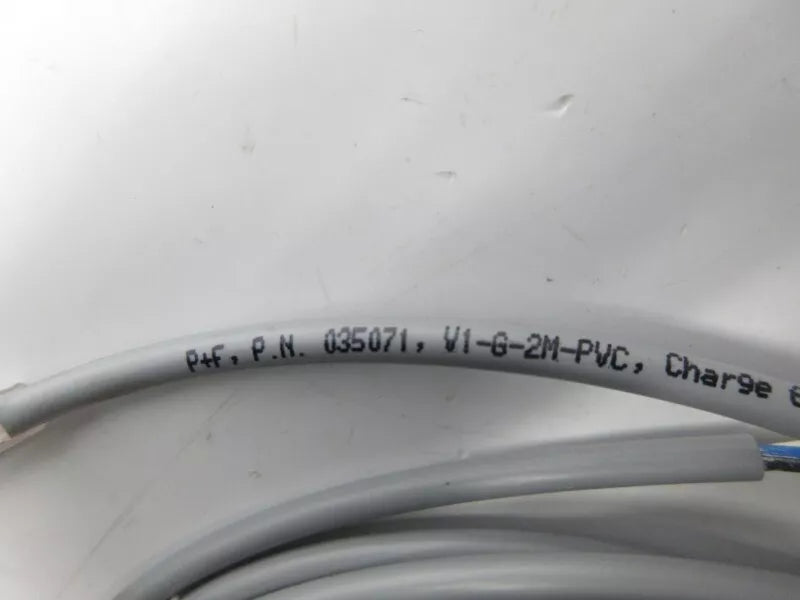 P+F, P.N. 035071, V1-G-2M-PVC, Charge